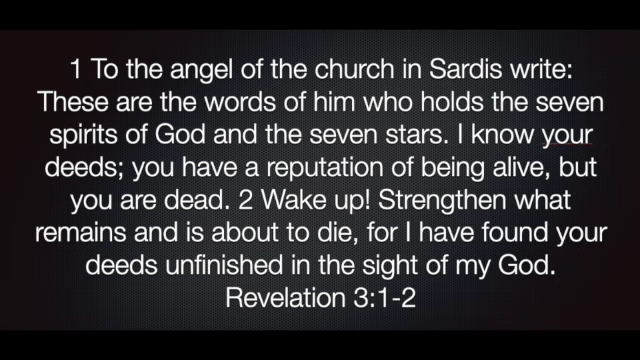 1 To the angel of the church in Sardis write:
These are the words of him who holds the seven
spirits of God and the seven stars. I know your
deeds; you have a reputation of being alive, but
you are dead. 2 Wake up! Strengthen what
remains and is about to die, for I have found your
deeds unfinished in the sight of my God.
Revelation 3:1-2